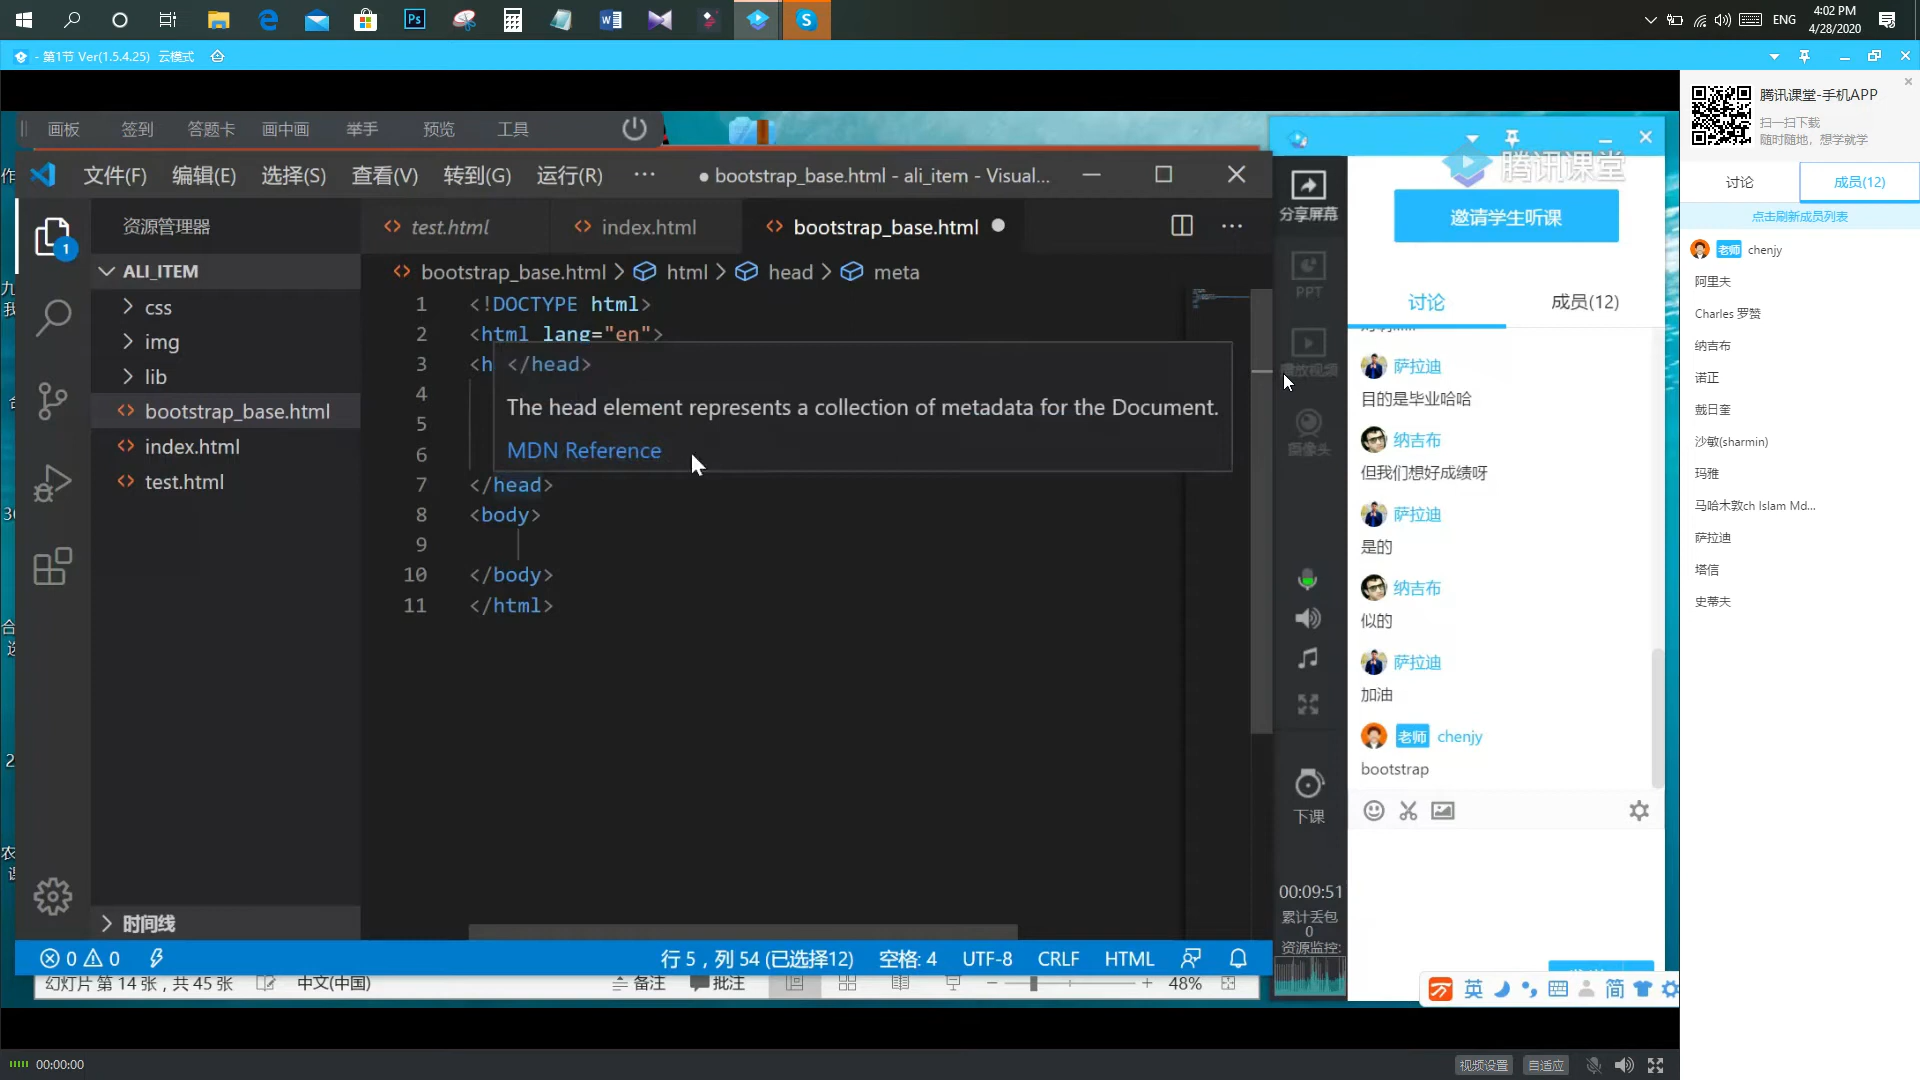 ENG
4:02 PM
4/28/2020
- 第1节 Ver(1.5.4.25) 云模式
画板 签到 答题卡 画中画 举手 预览 工具
文件(F) 编辑(E) 选择(S) 查看(V) 转到(G) 运行(R) ··· ● bootstrap_base.html - ali_item - Visual...
资源管理器
test.html index.html bootstrap_base.html
bootstrap_base.html > html > head > meta
ALI_ITEM
css
img
lib
bootstrap_base.html
index.html
test.html
时间线
1 <!DOCTYPE html>
2 <html lang="en">
3 <h
</head>
4
The head element represents a collection of metadata for the Document.
5
MDN Reference
6
7 </head>
8 <body>
9
10 </body>
11 </html>
0 0
行 5，列 54 (已选择12) 空格: 4 UTF-8 CRLF HTML
幻灯片 第 14 张，共 45 张 中文(中国) 备注 批注 48%
分享屏幕
PPT
播放视频
摄像头
下课
00:09:51
累计丢包
0
资源监控:
腾讯课堂
邀请学生听课
讨论 成员(12)
萨拉迪
目的是毕业哈哈
纳吉布
但我们想好成绩呀
萨拉迪
是的
纳吉布
似的
萨拉迪
加油
老师 chenjy
bootstrap
英 简
腾讯课堂-手机APP
扫一扫下载
随时随地，想学就学
讨论 成员(12)
点击刷新成员列表
老师 chenjy
阿里夫
Charles 罗赞
纳吉布
诺正
戴日奎
沙敏(sharmin)
玛雅
马哈木敦ch Islam Md...
萨拉迪
塔信
史蒂夫
00:00:00
视频设置 自适应